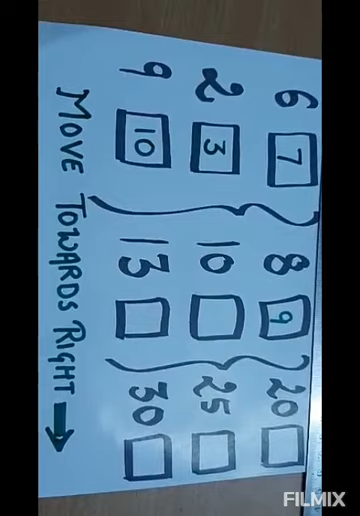 6 7 8 9 20
2 3 10 25
9 10 13 30
MOVE TOWARDS RIGHT →
FILMIX